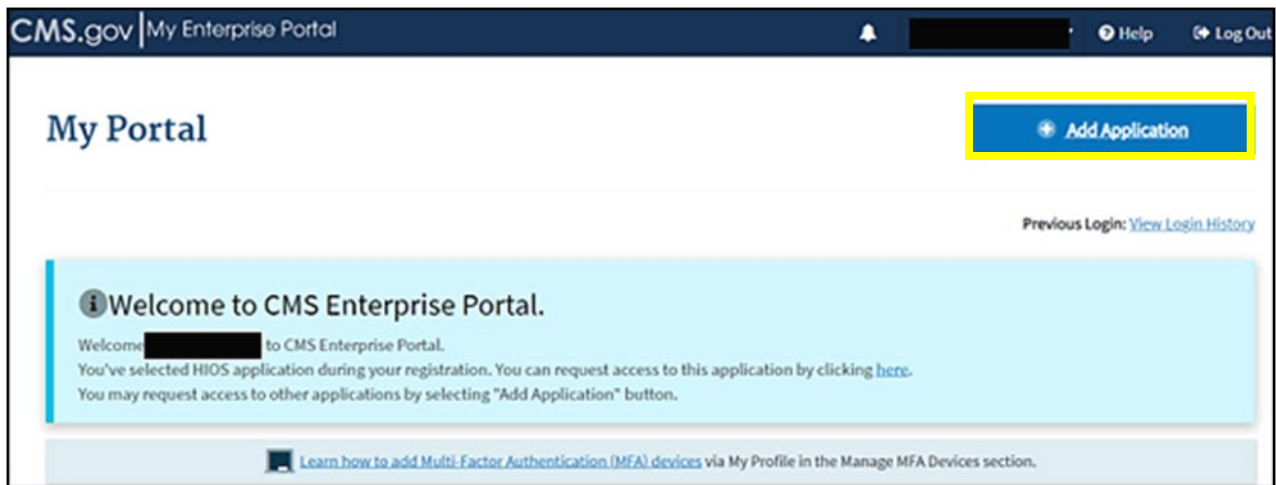 CMS.gov My Enterprise Portal Help Log Out
My Portal
Add Application
Previous Login: View Login History
Welcome to CMS Enterprise Portal.
Welcome to CMS Enterprise Portal.
You've selected HIOS application during your registration. You can request access to this application by clicking here.
You may request access to other applications by selecting "Add Application" button.
Learn how to add Multi-Factor Authentication (MFA) devices via My Profile in the Manage MFA Devices section.